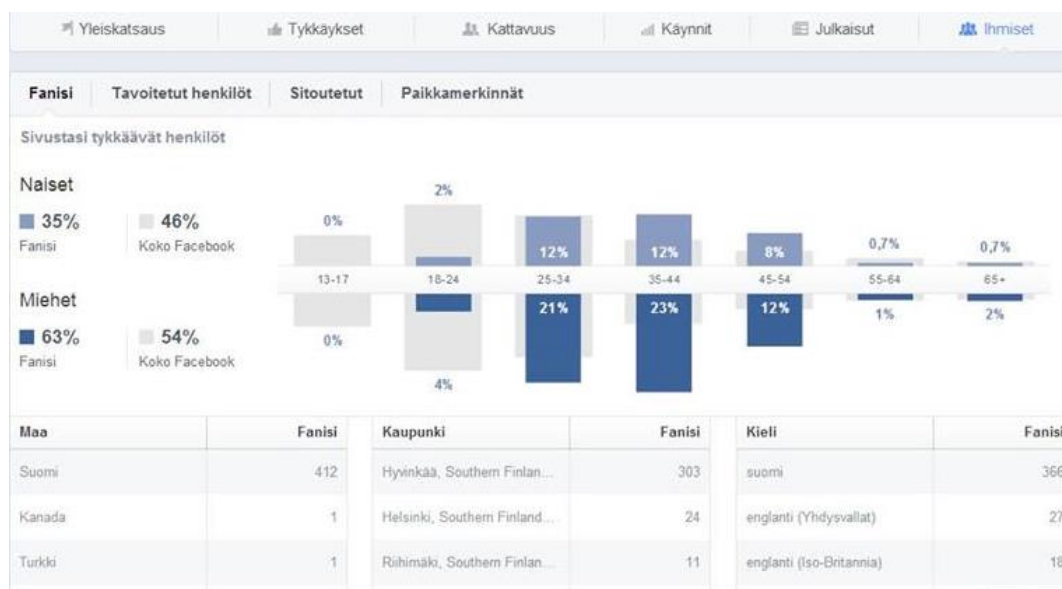 Yleiskatsaus Tykkäykset Kattavuus Käynnit Julkaisut Ihmiset
Fanisi Tavoitetut henkilöt Sitoutetut Paikkamerkinnät
Sivustasi tykkäävät henkilöt
Naiset
35% 46%
Fanisi Koko Facebook
0% 2% 12% 12% 8% 0,7% 0,7%
13-17 18-24 25-34 35-44 45-54 55-64 65+
Miehet
63% 54%
Fanisi Koko Facebook
0% 4% 21% 23% 12% 1% 2%
Maa Fanisi Kaupunki Fanisi Kieli Fanisi
Suomi 412 Hyvinkää, Southern Finlan... 303 suomi 366
Kanada 1 Helsinki, Southern Finland... 24 englanti (Yhdysvallat) 27
Turkki 1 Riihimäki, Southern Finlan... 11 englanti (Iso-Britannia) 18